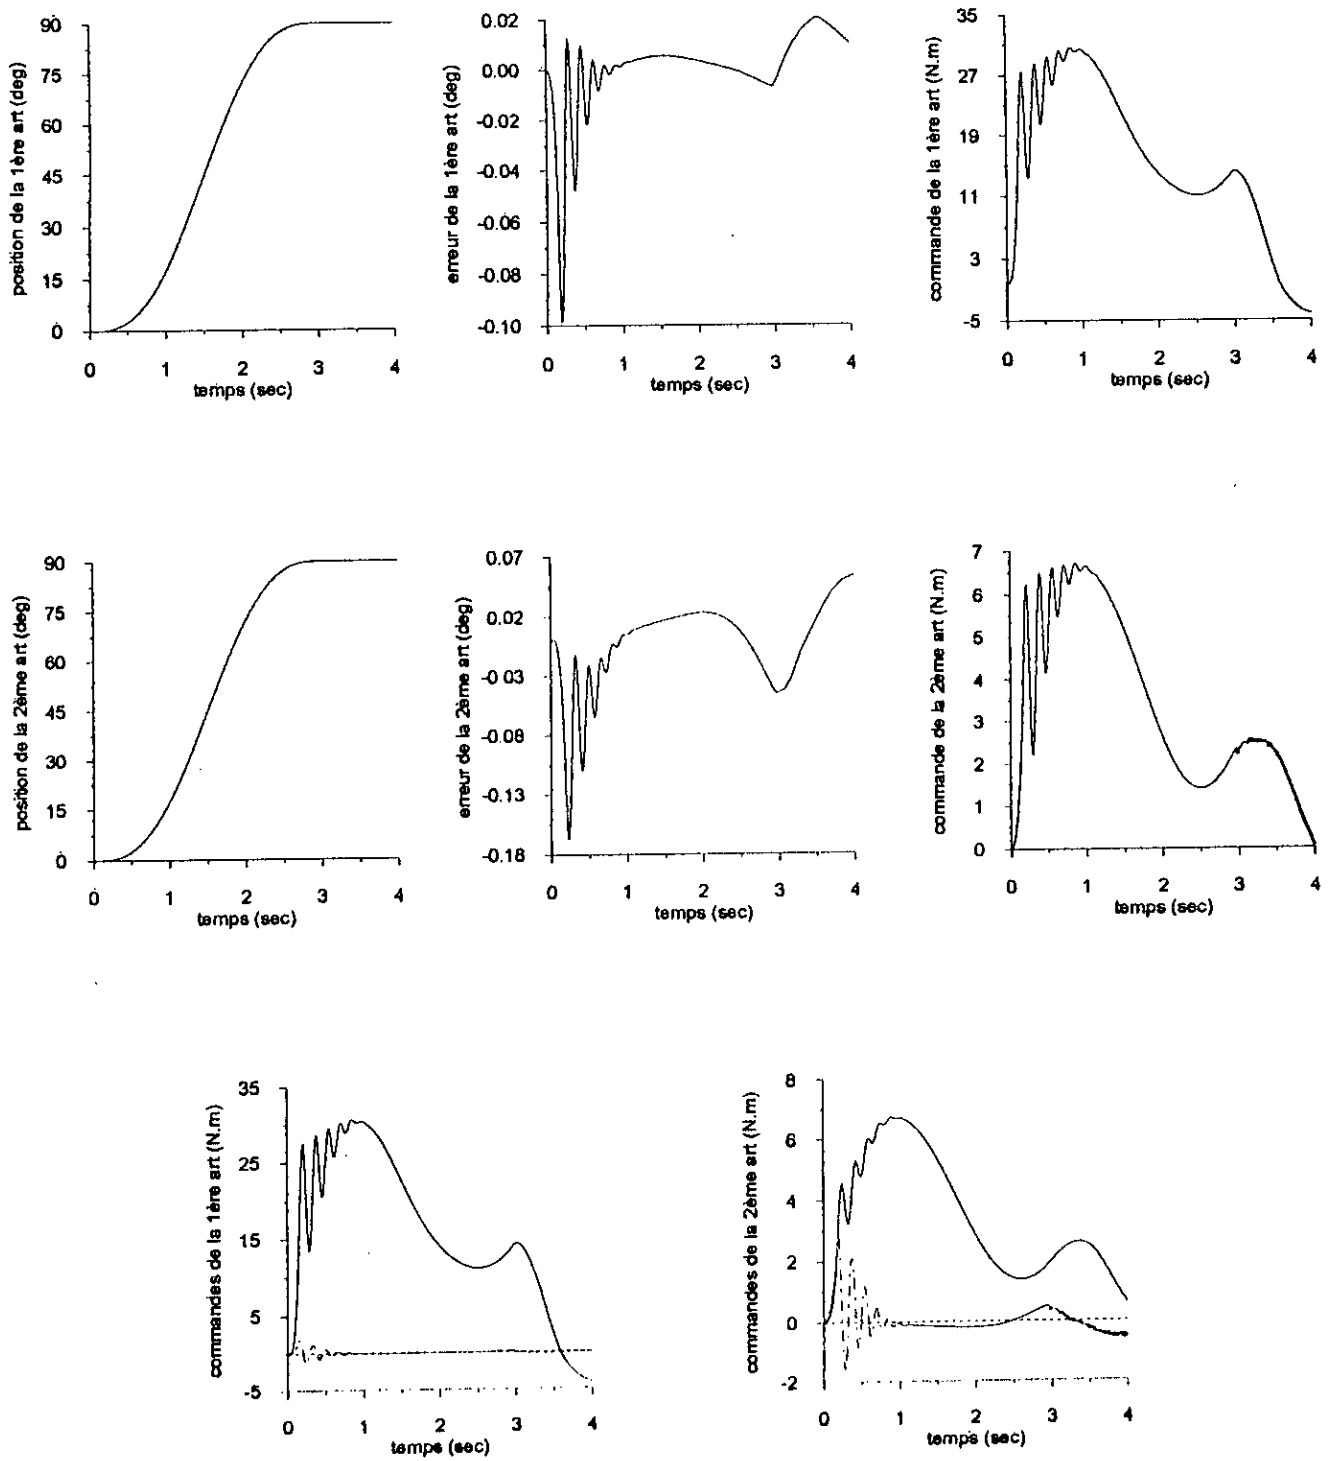 position de la 1ère art (deg)
90
75
60
45
30
15
0
0 1 2 3 4
temps (sec)
erreur de la 1ère art (deg)
0.02
0.00
-0.02
-0.04
-0.06
-0.08
-0.10
0 1 2 3 4
temps (sec)
commande de la 1ère art (N.m)
35
27
19
11
3
-5
0 1 2 3 4
temps (sec)
position de la 2ème art (deg)
90
75
60
45
30
15
0
0 1 2 3 4
temps (sec)
erreur de la 2ème art (deg)
0.07
0.02
-0.03
-0.08
-0.13
-0.18
0 1 2 3 4
temps (sec)
commande de la 2ème art (N.m)
7
6
5
4
3
2
1
0
0 1 2 3 4
temps (sec)
commandes de la 1ère art (N.m)
35
25
15
5
-5
0 1 2 3 4
temps (sec)
commandes de la 2ème art (N.m)
8
6
4
2
0
-2
0 1 2 3 4
temps (sec)